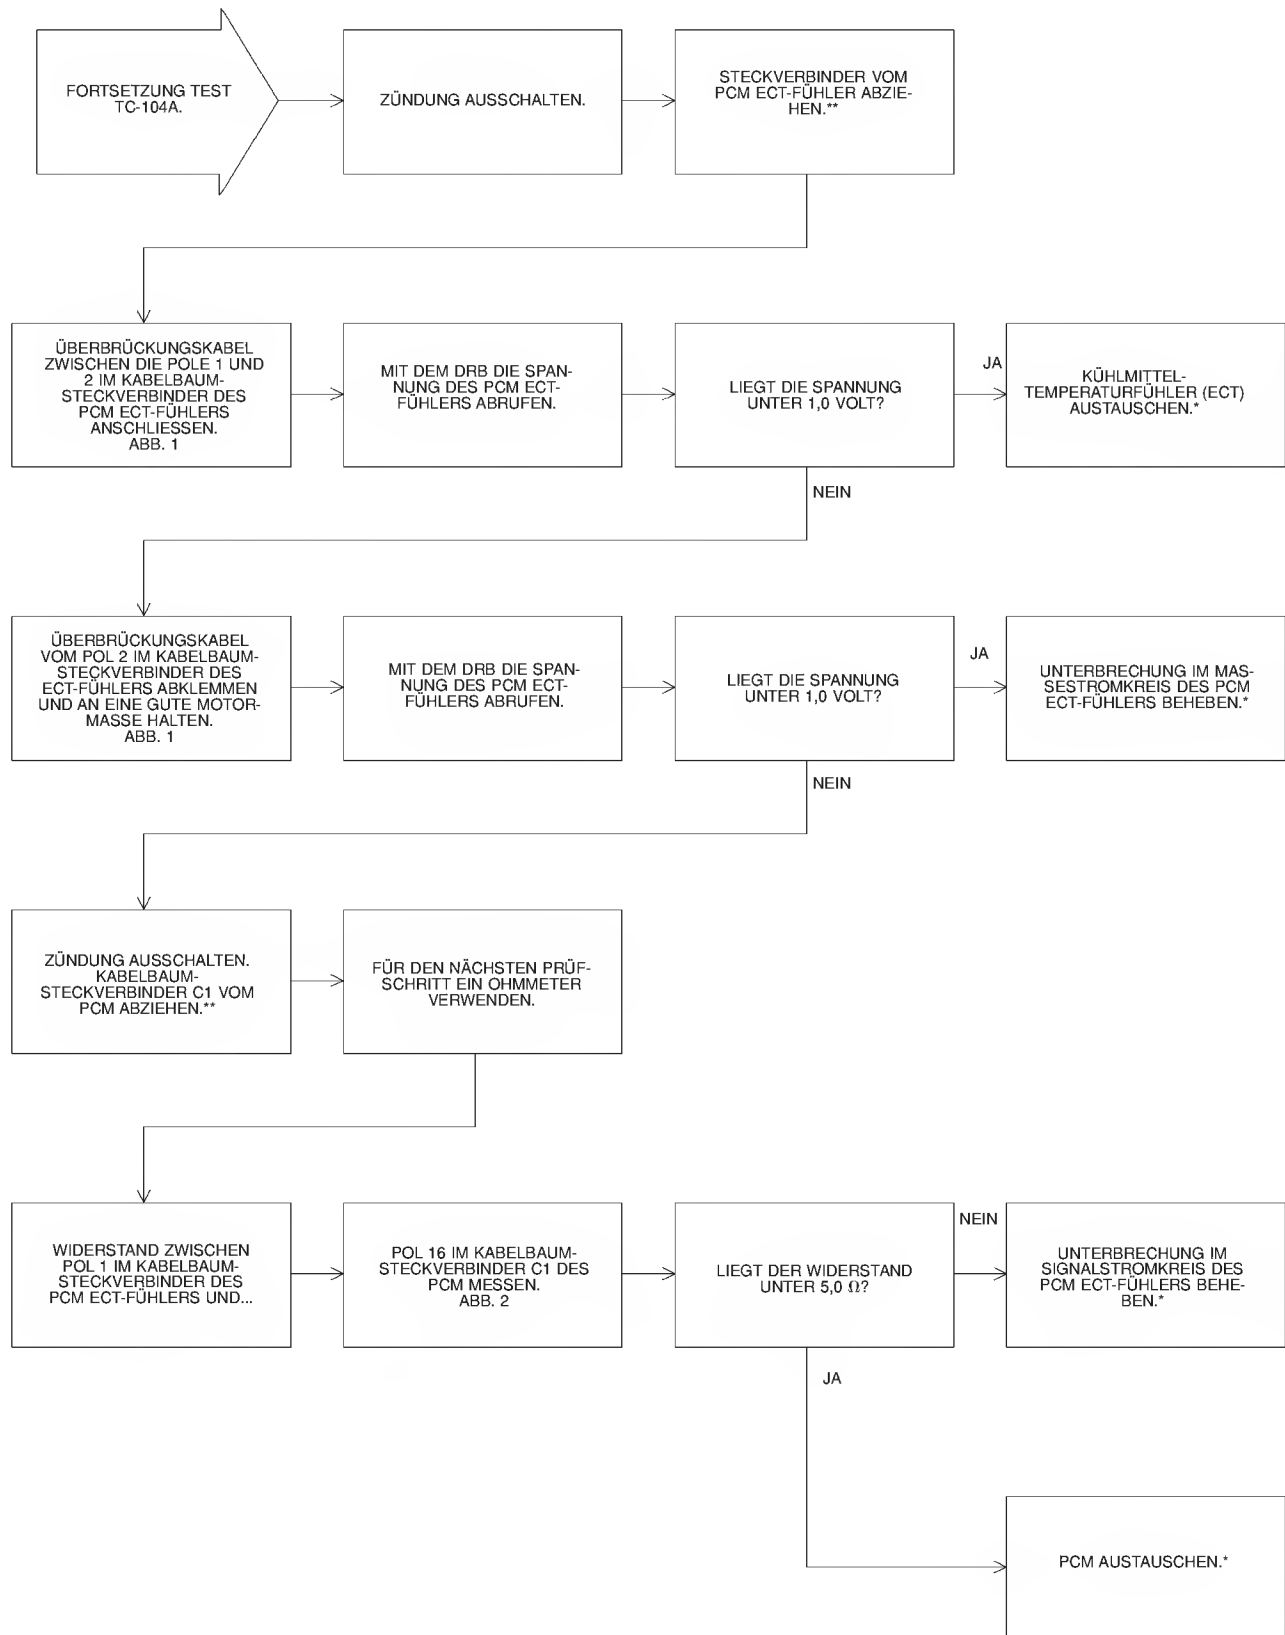 FORTSETZUNG TEST
TC-104A.
ZÜNDUNG AUSSCHALTEN.
STECKVERBINDER VOM
PCM ECT-FÜHLER ABZIE-
HEN.**
ÜBERBRÜCKUNGSKABEL
ZWISCHEN DIE POLE 1 UND
2 IM KABELBAUM-
STECKVERBINDER DES
PCM ECT-FÜHLERS
ANSCHLIESSEN.
ABB. 1
MIT DEM DRB DIE SPAN-
NUNG DES PCM ECT-
FÜHLERS ABRUFEN.
LIEGT DIE SPANNUNG
UNTER 1,0 VOLT?
JA
KÜHLMITTEL-
TEMPERATURFÜHLER (ECT)
AUSTAUSCHEN.*
NEIN
ÜBERBRÜCKUNGSKABEL
VOM POL 2 IM KABELBAUM-
STECKVERBINDER DES
ECT-FÜHLERS ABKLEMMEN
UND AN EINE GUTE MOTOR-
MASSE HALTEN.
ABB. 1
MIT DEM DRB DIE SPAN-
NUNG DES PCM ECT-
FÜHLERS ABRUFEN.
LIEGT DIE SPANNUNG
UNTER 1,0 VOLT?
JA
UNTERBRECHUNG IM MAS-
SESTROMKREIS DES PCM
ECT-FÜHLERS BEHEBEN.*
NEIN
ZÜNDUNG AUSSCHALTEN.
KABELBAUM-
STECKVERBINDER C1 VOM
PCM ABZIEHEN.**
FÜR DEN NÄCHSTEN PRÜF-
SCHRITT EIN OHMMETER
VERWENDEN.
WIDERSTAND ZWISCHEN
POL 1 IM KABELBAUM-
STECKVERBINDER DES
PCM ECT-FÜHLERS UND...
POL 16 IM KABELBAUM-
STECKVERBINDER C1 DES
PCM MESSEN.
ABB. 2
LIEGT DER WIDERSTAND
UNTER 5,0 Ω?
NEIN
UNTERBRECHUNG IM
SIGNALSTROMKREIS DES
PCM ECT-FÜHLERS BEHE-
BEN.*
JA
PCM AUSTAUSCHEN.*